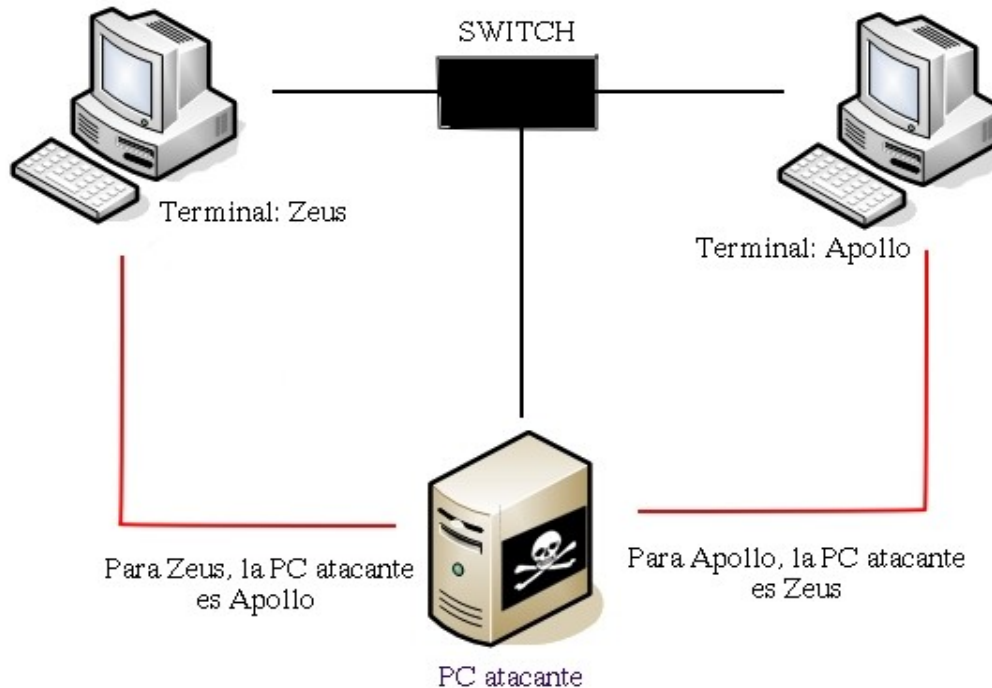 SWITCH
Terminal: Zeus
Terminal: Apollo
Para Zeus, la PC atacante
es Apollo
Para Apollo, la PC atacante
es Zeus
PC atacante